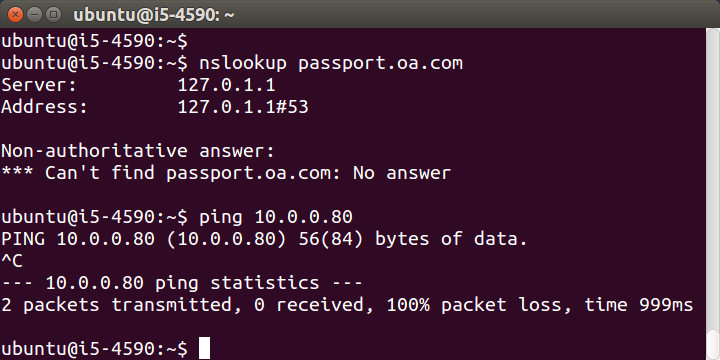 ubuntu@i5-4590: ~
ubuntu@i5-4590:~$
ubuntu@i5-4590:~$ nslookup passport.oa.com
Server:         127.0.1.1
Address:        127.0.1.1#53
Non-authoritative answer:
*** Can't find passport.oa.com: No answer
ubuntu@i5-4590:~$ ping 10.0.0.80
PING 10.0.0.80 (10.0.0.80) 56(84) bytes of data.
^C
--- 10.0.0.80 ping statistics ---
2 packets transmitted, 0 received, 100% packet loss, time 999ms
ubuntu@i5-4590:~$